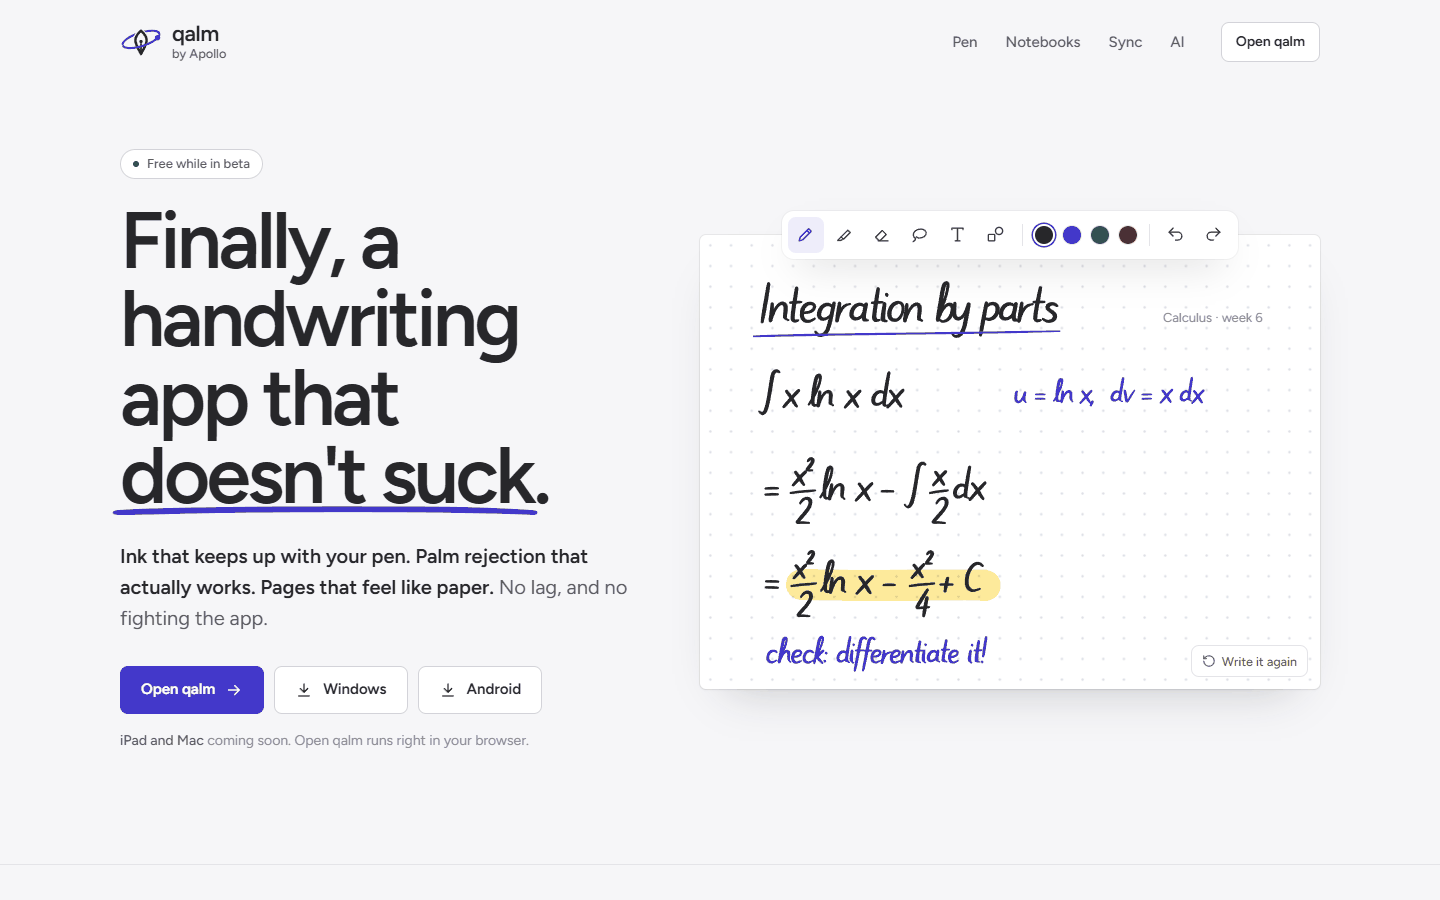 qalm
by Apollo
Pen Notebooks Sync AI Open qalm
Free while in beta
Finally, a
handwriting
app that
doesn't suck.
Ink that keeps up with your pen. Palm rejection that
actually works. Pages that feel like paper. No lag, and no
fighting the app.
Open qalm → Windows Android
iPad and Mac coming soon. Open qalm runs right in your browser.
T
Integration by parts
Calculus · week 6
∫ x ln x dx
u = ln x, dv = x dx
= x²/2 ln x − ∫ x/2 dx
= x²/2 ln x − x²/4 + C
check: differentiate it!
Write it again